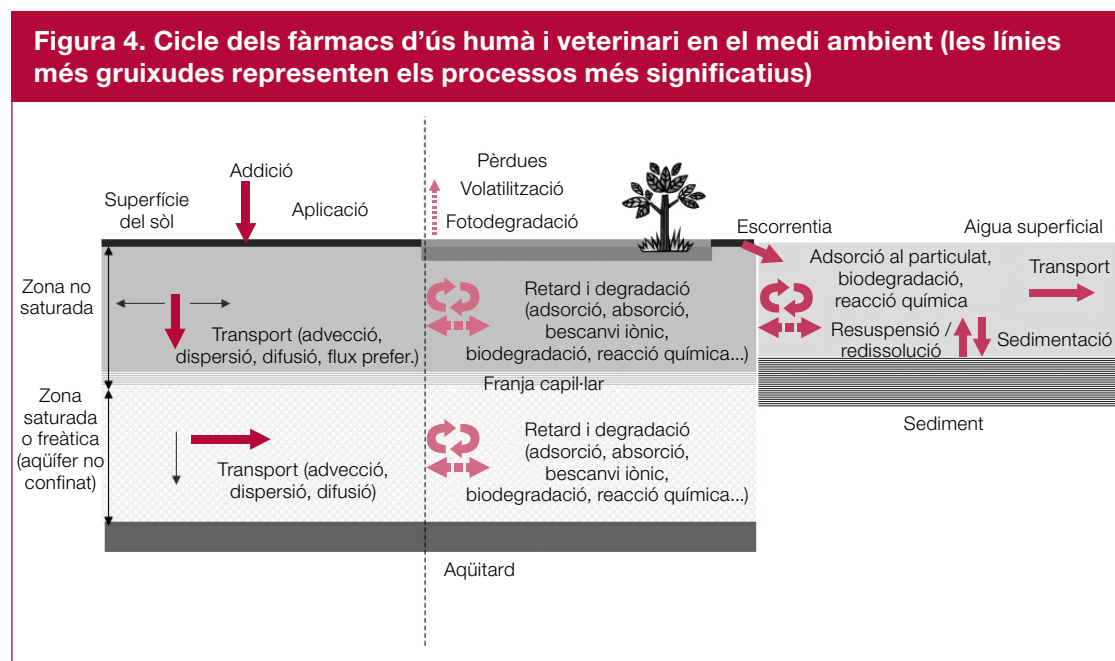 Figura 4. Cicle dels fàrmacs d'ús humà i veterinari en el medi ambient (les línies
més gruixudes representen els processos més significatius)
Superfície
del sòl
Addició
Aplicació
Pèrdues
Volatilització
Fotodegradació
Escorrentia
Aigua superficial
Zona no
saturada
Transport (advecció,
dispersió, difusió, flux prefer.)
Retard i degradació
(adsorció, absorció,
bescanvi iònic,
biodegradació, reacció química...)
Adsorció al particulat,
biodegradació,
reacció química
Transport
Resuspensió /
redissolució
Sedimentació
Franja capil·lar
Sediment
Zona
saturada
o freàtica
(aqüífer no
confinat)
Transport (advecció,
dispersió, difusió)
Retard i degradació
(adsorció, absorció,
bescanvi iònic,
biodegradació, reacció química...)
Aqüitard